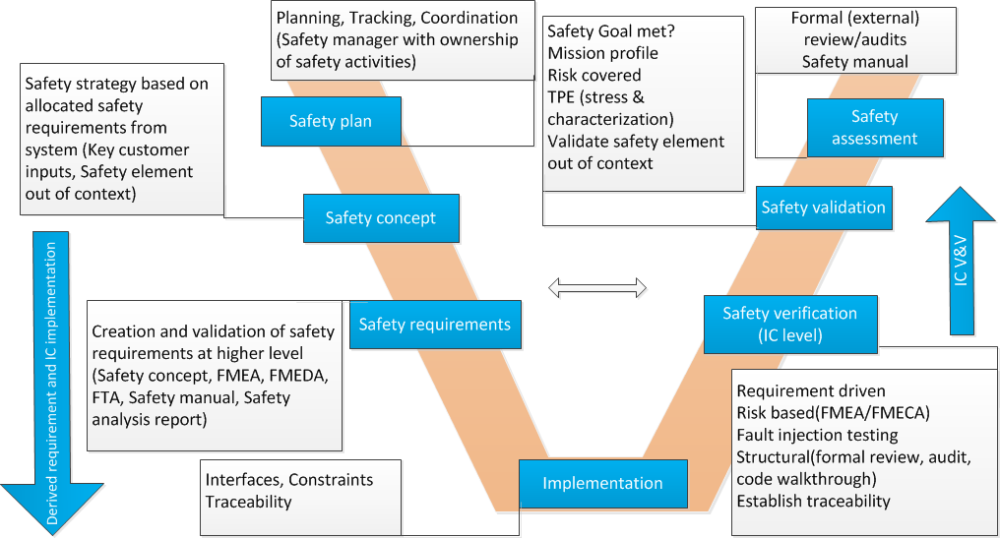 Planning, Tracking, Coordination
(Safety manager with ownership
of safety activities)
Safety plan
Safety strategy based on
allocated safety
requirements from
system (Key customer
inputs, Safety element
out of context)
Safety concept
Derived requirement and IC implementation
Creation and validation of safety
requirements at higher level
(Safety concept, FMEA, FMEDA,
FTA, Safety manual, Safety
analysis report)
Safety requirements
Interfaces, Constraints
Traceability
Implementation
Safety Goal met?
Mission profile
Risk covered
TPE (stress &
characterization)
Validate safety element
out of context
Formal (external)
review/audits
Safety manual
Safety
assessment
Safety validation
IC V&V
Safety verification
(IC level)
Requirement driven
Risk based(FMEA/FMECA)
Fault injection testing
Structural(formal review, audit,
code walkthrough)
Establish traceability